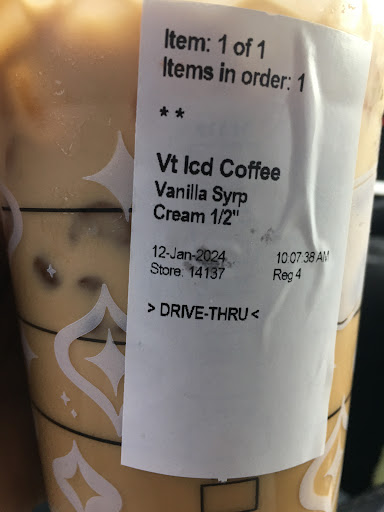 Item: 1 of 1
Items in order: 1
**
Vt Icd Coffee
Vanilla Syrp
Cream 1/2"
12-Jan-2024 10:07:38 AM
Store: 14137 Reg 4
> DRIVE-THRU <